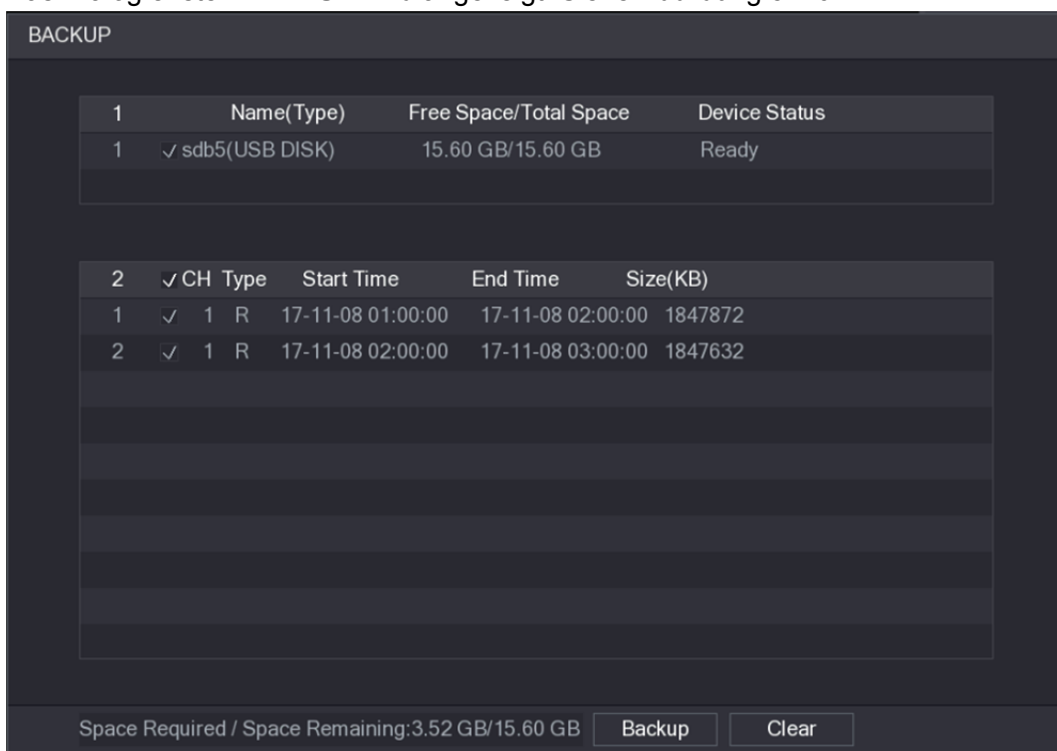 BACKUP
1 Name(Type) Free Space/Total Space Device Status
1 sdb5(USB DISK) 15.60 GB/15.60 GB Ready
2 CH Type Start Time End Time Size(KB)
1 1 R 17-11-08 01:00:00 17-11-08 02:00:00 1847872
2 1 R 17-11-08 02:00:00 17-11-08 03:00:00 1847632
Space Required / Space Remaining:3.52 GB/15.60 GB Backup Clear